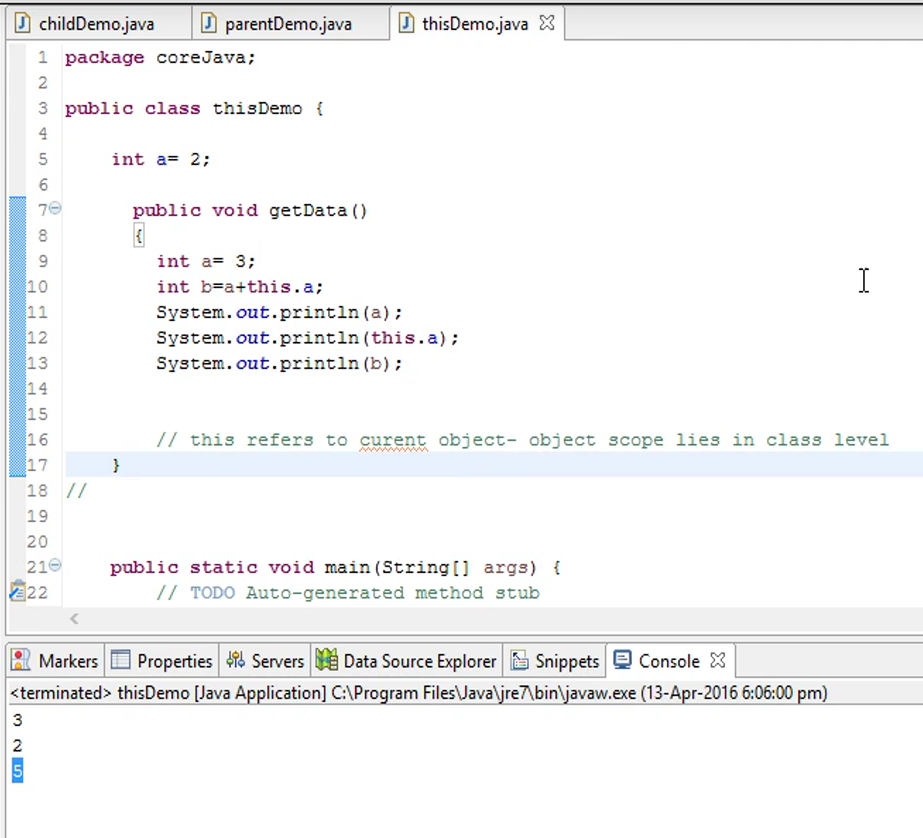 childDemo.java parentDemo.java thisDemo.java
1 package coreJava;
2
3 public class thisDemo {
4
5 int a= 2;
6
7 public void getData()
8 {
9 int a= 3;
10 int b=a+this.a;
11 System.out.println(a);
12 System.out.println(this.a);
13 System.out.println(b);
14
15
16 // this refers to curent object- object scope lies in class level
17 }
18 //
19
20
21 public static void main(String[] args) {
22 // TODO Auto-generated method stub
Markers Properties Servers Data Source Explorer Snippets Console
<terminated> thisDemo [Java Application] C:\Program Files\Java\jre7\bin\javaw.exe (13-Apr-2016 6:06:00 pm)
3
2
5